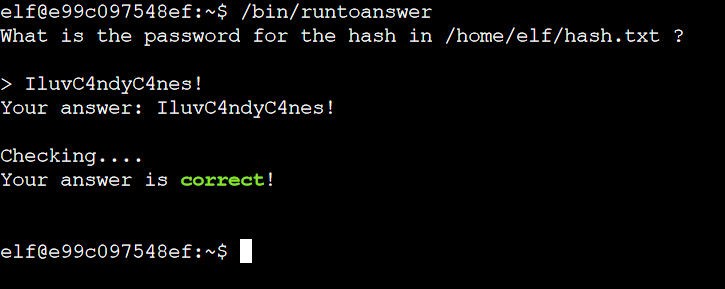 elf@e99c097548ef:~$ /bin/runtoanswer
What is the password for the hash in /home/elf/hash.txt ?
> IluvC4ndyC4nes!
Your answer: IluvC4ndyC4nes!
Checking....
Your answer is correct!
elf@e99c097548ef:~$